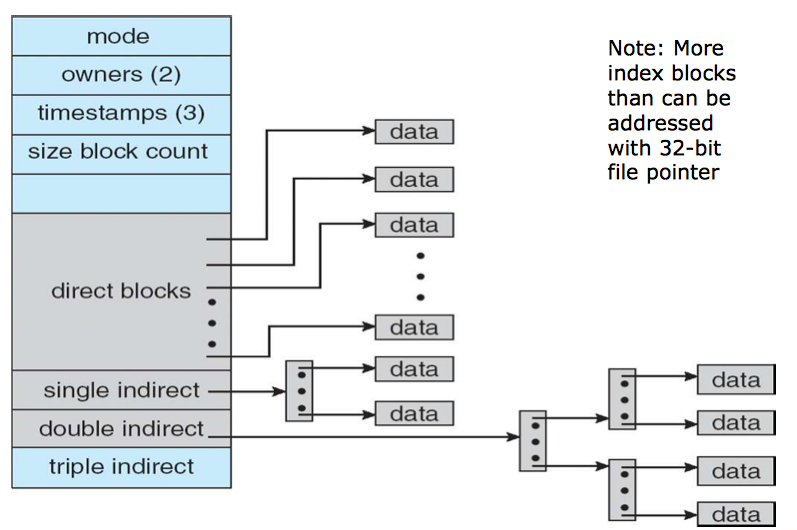 mode
owners (2)
timestamps (3)
size block count
direct blocks
single indirect
double indirect
triple indirect
data
data
data
data
data
data
data
data
data
data
Note: More
index blocks
than can be
addressed
with 32-bit
file pointer